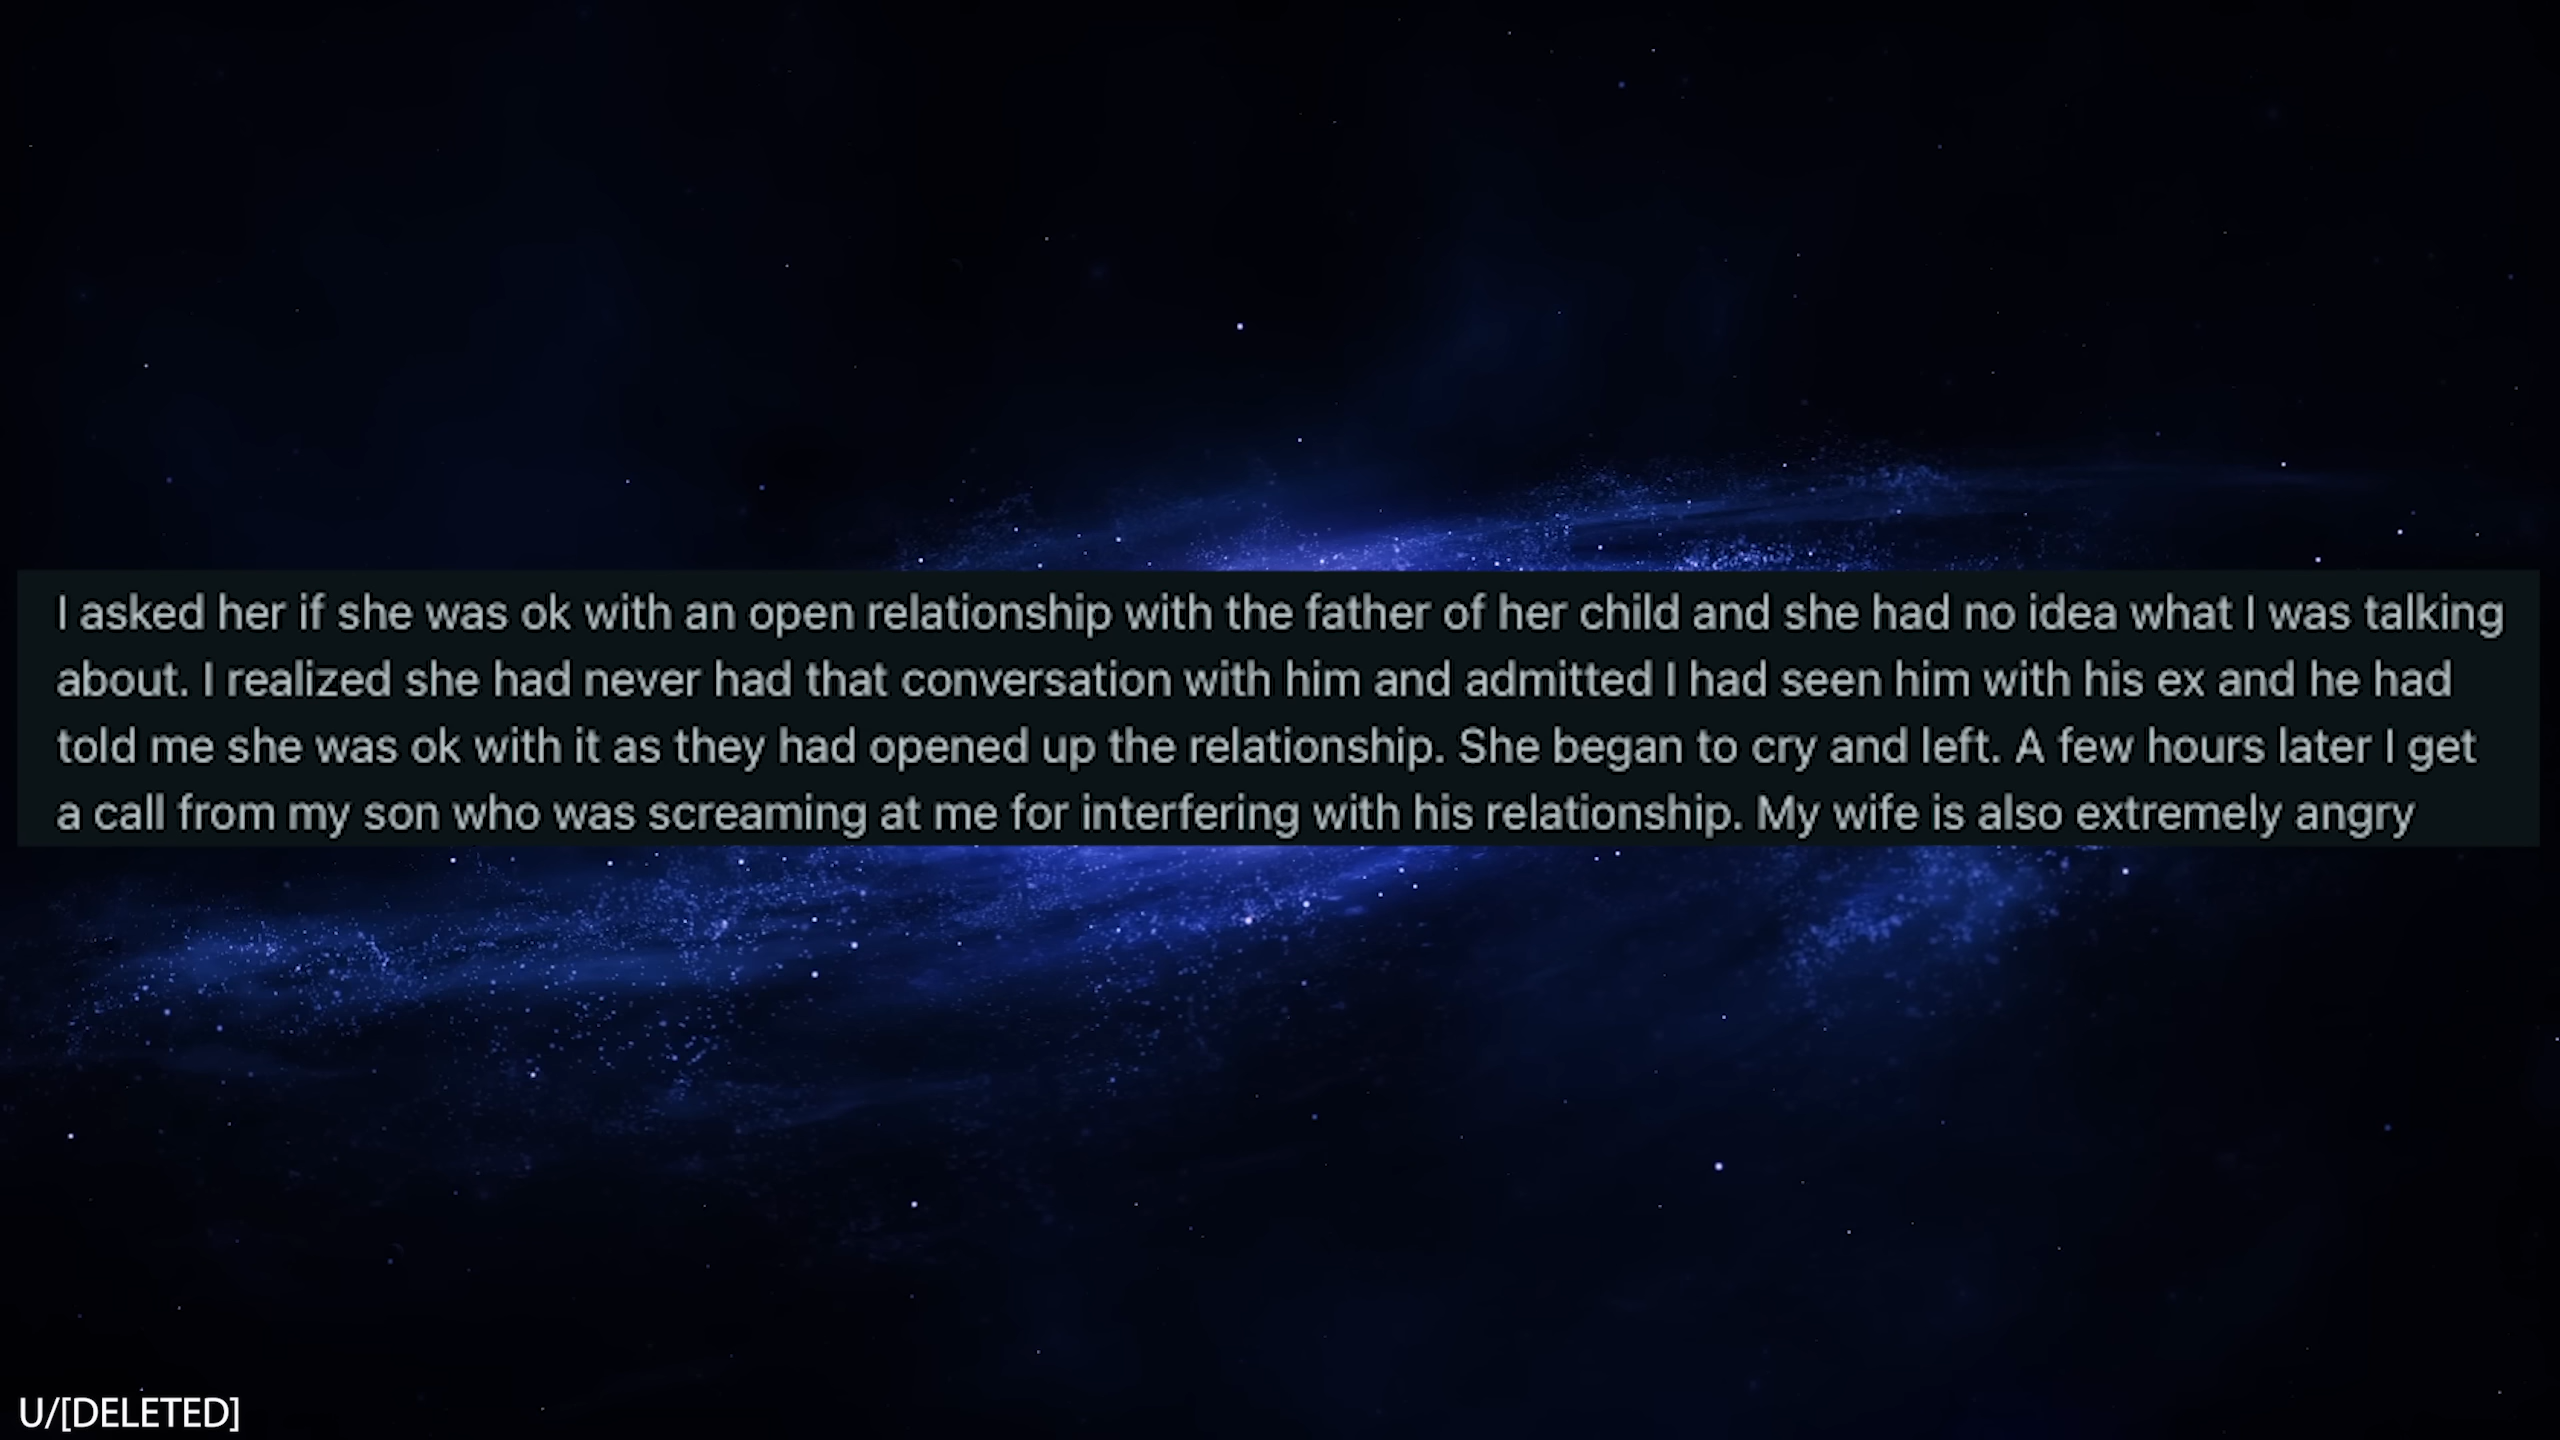 I asked her if she was ok with an open relationship with the father of her child and she had no idea what I was talking
about. I realized she had never had that conversation with him and admitted I had seen him with his ex and he had
told me she was ok with it as they had opened up the relationship. She began to cry and left. A few hours later I get
a call from my son who was screaming at me for interfering with his relationship. My wife is also extremely angry
U/[DELETED]